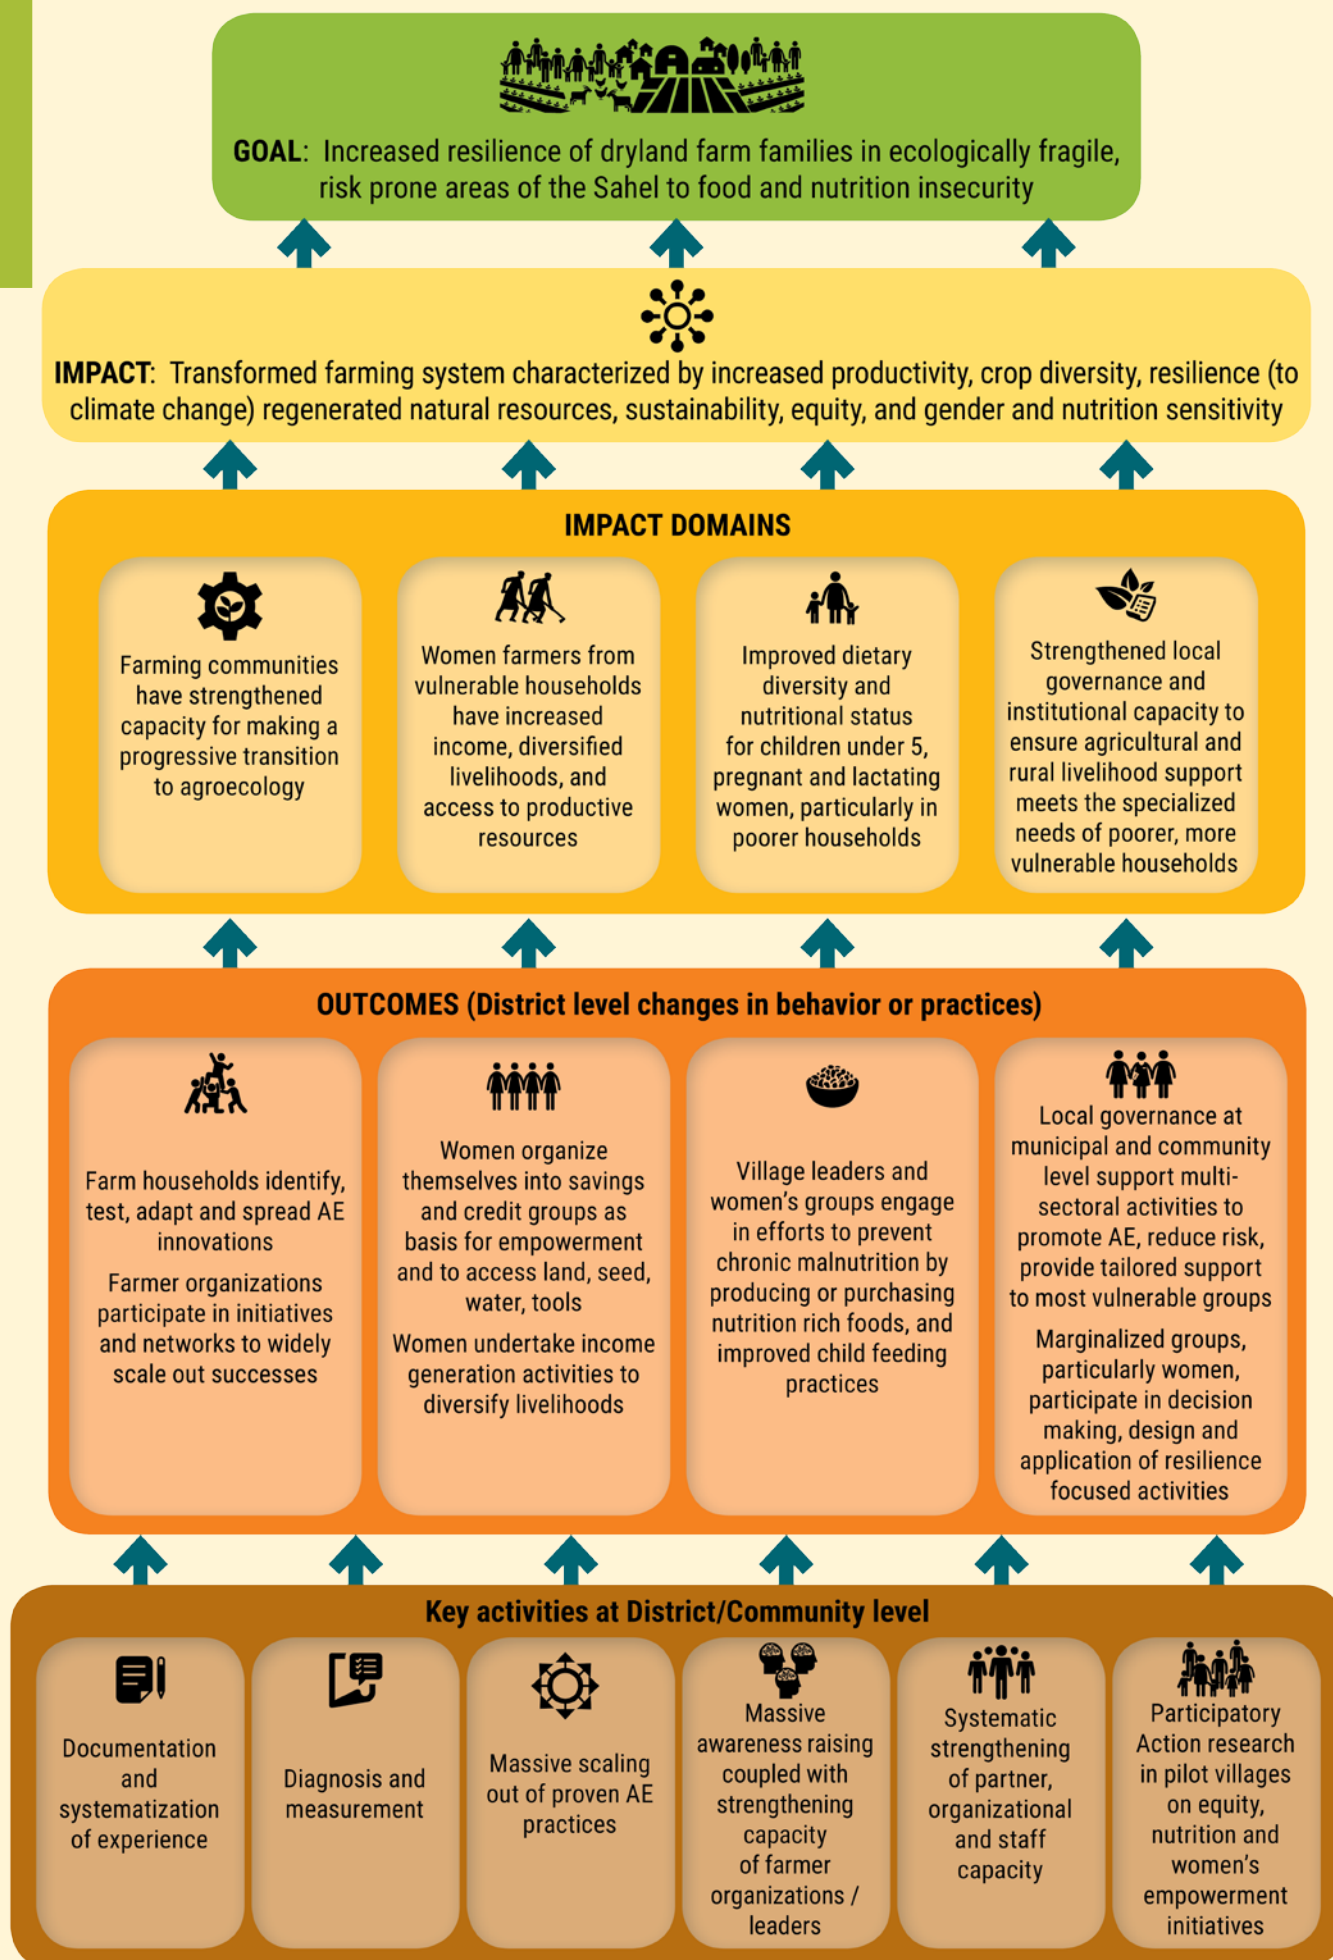 GOAL: Increased resilience of dryland farm families in ecologically fragile,
risk prone areas of the Sahel to food and nutrition insecurity
IMPACT: Transformed farming system characterized by increased productivity, crop diversity, resilience (to
climate change) regenerated natural resources, sustainability, equity, and gender and nutrition sensitivity
IMPACT DOMAINS
Farming communities
have strengthened
capacity for making a
progressive transition
to agroecology
Women farmers from
vulnerable households
have increased
income, diversified
livelihoods, and
access to productive
resources
Improved dietary
diversity and
nutritional status
for children under 5,
pregnant and lactating
women, particularly in
poorer households
Strengthened local
governance and
institutional capacity to
ensure agricultural and
rural livelihood support
meets the specialized
needs of poorer, more
vulnerable households
OUTCOMES (District level changes in behavior or practices)
Farm households identify,
test, adapt and spread AE
innovations
Farmer organizations
participate in initiatives
and networks to widely
scale out successes
Women organize
themselves into savings
and credit groups as
basis for empowerment
and to access land, seed,
water, tools
Women undertake income
generation activities to
diversify livelihoods
Village leaders and
women's groups engage
in efforts to prevent
chronic malnutrition by
producing or purchasing
nutrition rich foods, and
improved child feeding
practices
Local governance at
municipal and community
level support multi-
sectoral activities to
promote AE, reduce risk,
provide tailored support
to most vulnerable groups
Marginalized groups,
particularly women,
participate in decision
making, design and
application of resilience
focused activities
Key activities at District/Community level
Documentation
and
systematization
of experience
Diagnosis and
measurement
Massive scaling
out of proven AE
practices
Massive
awareness raising
coupled with
strengthening
capacity
of farmer
organizations /
leaders
Systematic
strengthening
of partner,
organizational
and staff
capacity
Participatory
Action research
in pilot villages
on equity,
nutrition and
women's
empowerment
initiatives